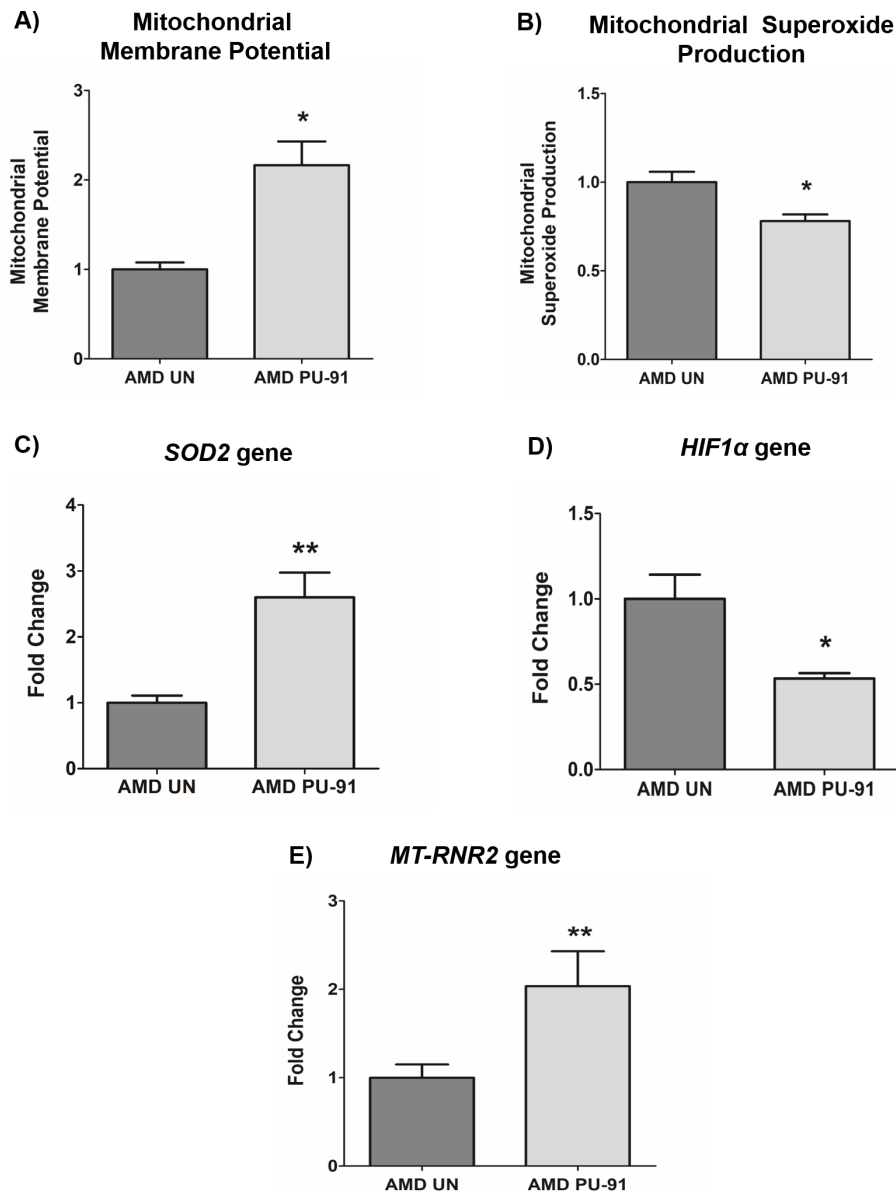 A)
Mitochondrial
Membrane Potential
Mitochondrial
Membrane Potential
3
2
1
0
*
AMD UN
AMD PU-91
B)
Mitochondrial Superoxide
Production
Mitochondrial
Superoxide Production
1.5
1.0
0.5
0.0
*
AMD UN
AMD PU-91
C)
SOD2 gene
Fold Change
4
3
2
1
0
**
AMD UN
AMD PU-91
D)
HIF1α gene
Fold Change
1.5
1.0
0.5
0.0
*
AMD UN
AMD PU-91
E)
MT-RNR2 gene
Fold Change
3
2
1
0
**
AMD UN
AMD PU-91